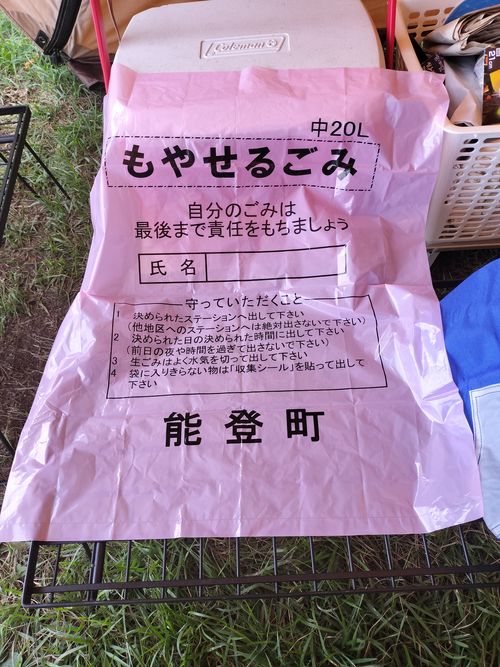 Coleman
中20L
もやせるごみ
自分のごみは
最後まで責任をもちましょう
氏名
守っていただくこと
1 決められたステーションへ出して下さい
(他地区へのステーションへは絶対出さないで下さい)
2 決められた日の決められた時間に出して下さい
(前日の夜や時間を過ぎて出さないで下さい)
3 生ごみはよく水気を切って出して下さい
4 袋に入りきらない物は「収集シール」を貼って出して
下さい
能登町